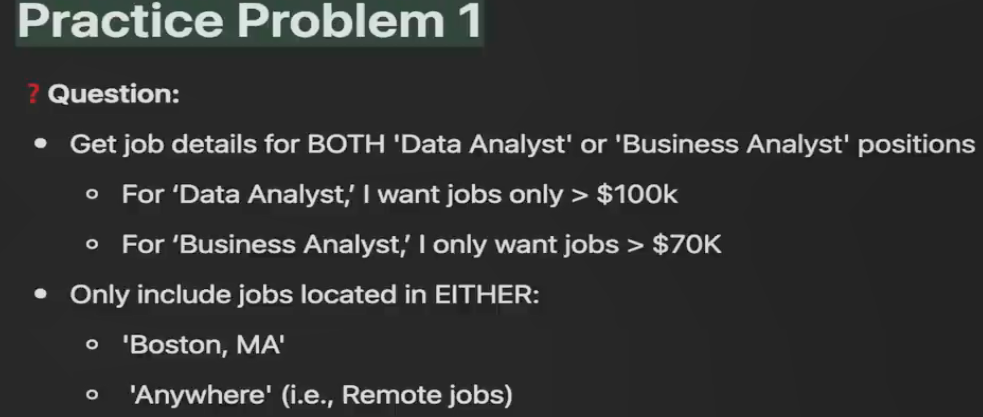 Practice Problem 1
? Question:
• Get job details for BOTH 'Data Analyst' or 'Business Analyst' positions
◦ For ‘Data Analyst,’ I want jobs only > $100k
◦ For ‘Business Analyst,’ I only want jobs > $70K
• Only include jobs located in EITHER:
◦ 'Boston, MA'
◦ 'Anywhere' (i.e., Remote jobs)